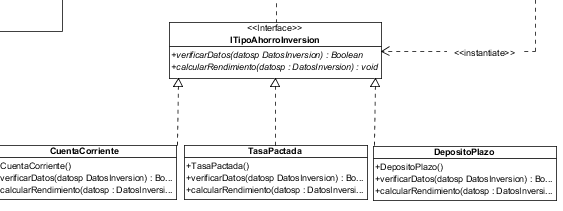 <<Interface>>
ITipoAhorroInversion
+verificarDatos(datosp DatosInversion) : Boolean
+calcularRendimiento(datosp : DatosInversion) : void
<<instantiate>>
CuentaCorriente
CuentaCorriente()
verificarDatos(datosp : DatosInversion) : Bo...
calcularRendimiento(datosp : DatosInversi...
TasaPactada
+TasaPactada()
+verificarDatos(datosp : DatosInversion) : Bo...
+calcularRendimiento(datosp : DatosInversi...
DepositoPlazo
+DepositoPlazo()
+verificarDatos(datosp : DatosInversion) : Bo...
+calcularRendimiento(datosp : DatosInversi...